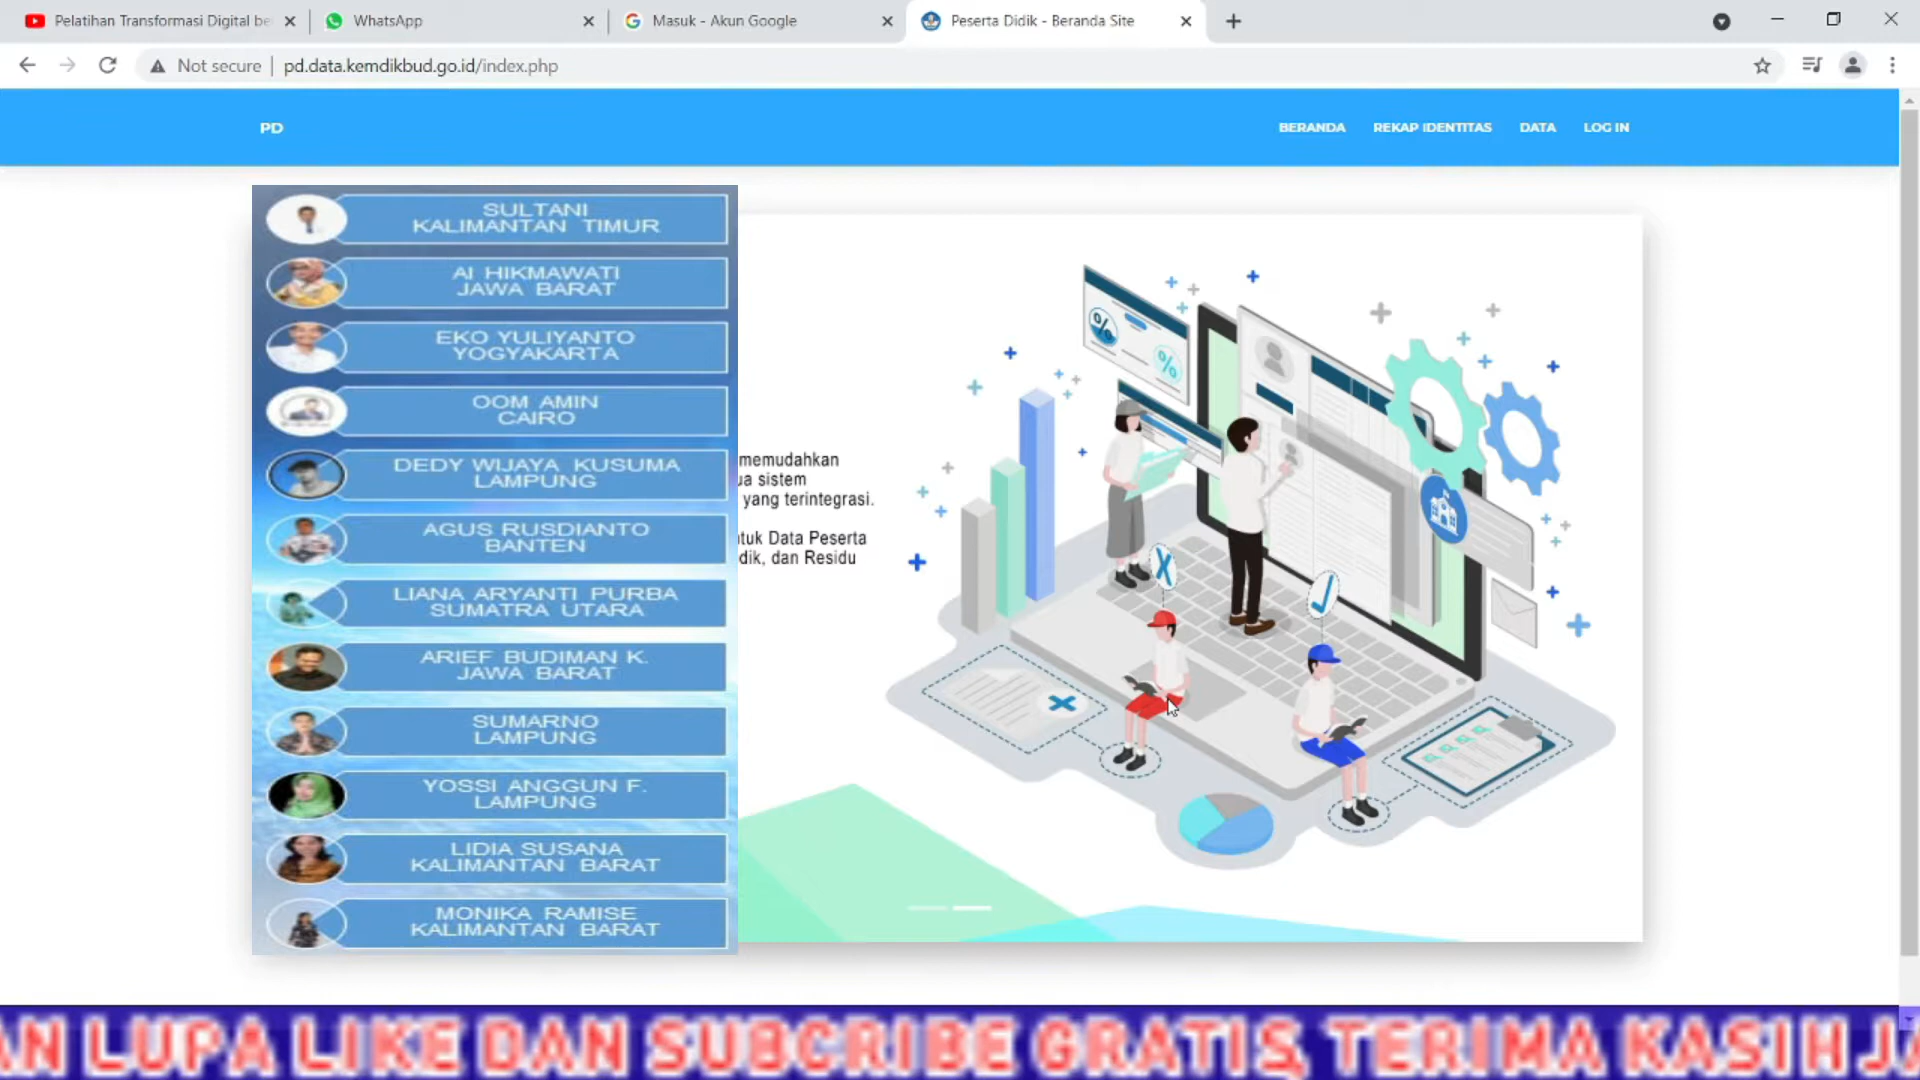 Pelatihan Transformasi Digital be
WhatsApp
Masuk - Akun Google
Peserta Didik - Beranda Site
Not secure
pd.data.kemdikbud.go.id/index.php
PD
BERANDA
REKAP IDENTITAS
DATA
LOG IN
SULTANI
KALIMANTAN TIMUR
AI HIKMAWATI
JAWA BARAT
EKO YULIYANTO
YOGYAKARTA
OOM AMIN
CAIRO
DEDY WIJAYA KUSUMA
LAMPUNG
AGUS RUSDIANTO
BANTEN
LIANA ARYANTI PURBA
SUMATRA UTARA
ARIEF BUDIMAN K.
JAWA BARAT
SUMARNO
LAMPUNG
YOSSI ANGGUN F.
LAMPUNG
LIDIA SUSANA
KALIMANTAN BARAT
MONIKA RAMISE
KALIMANTAN BARAT
memudahkan
ua sistem
yang terintegrasi.
tuk Data Peserta
dik, dan Residu
%
%
AN LUPA LIKE DAN SUBCRIBE GRATIS, TERIMA KASIH JA